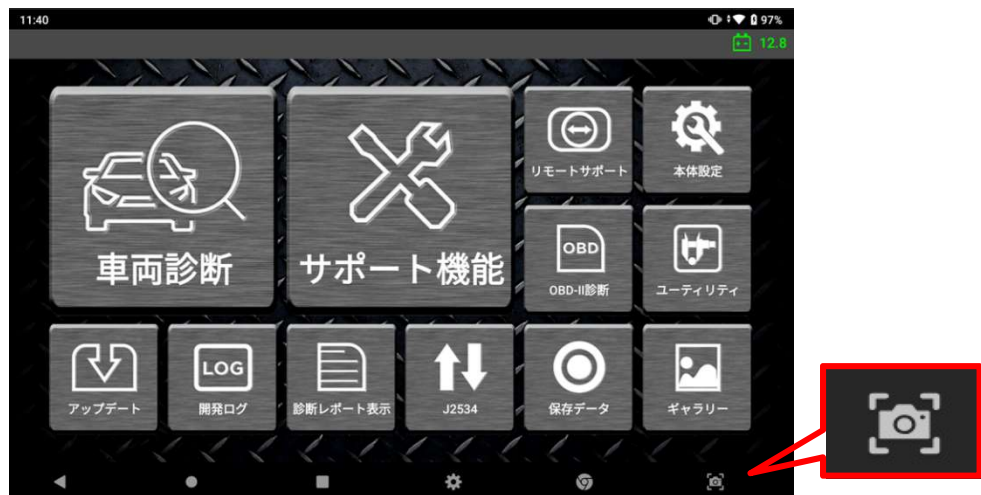 11:40
97%
12.8
車両診断
サポート機能
リモートサポート
本体設定
OBD
OBD-II診断
ユーティリティ
アップデート
LOG
開発ログ
診断レポート表示
J2534
保存データ
ギャラリー